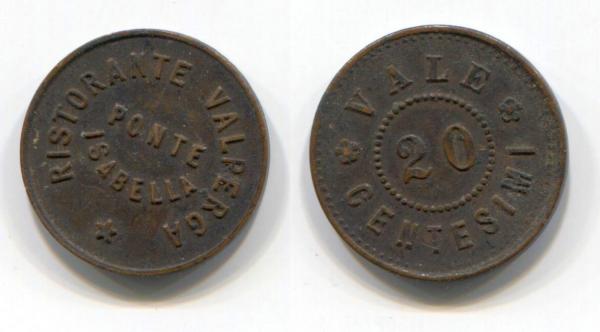 RISTORANTE VALPERGA
PONTE
ISABELLA
VALE
20
CENTESIMI